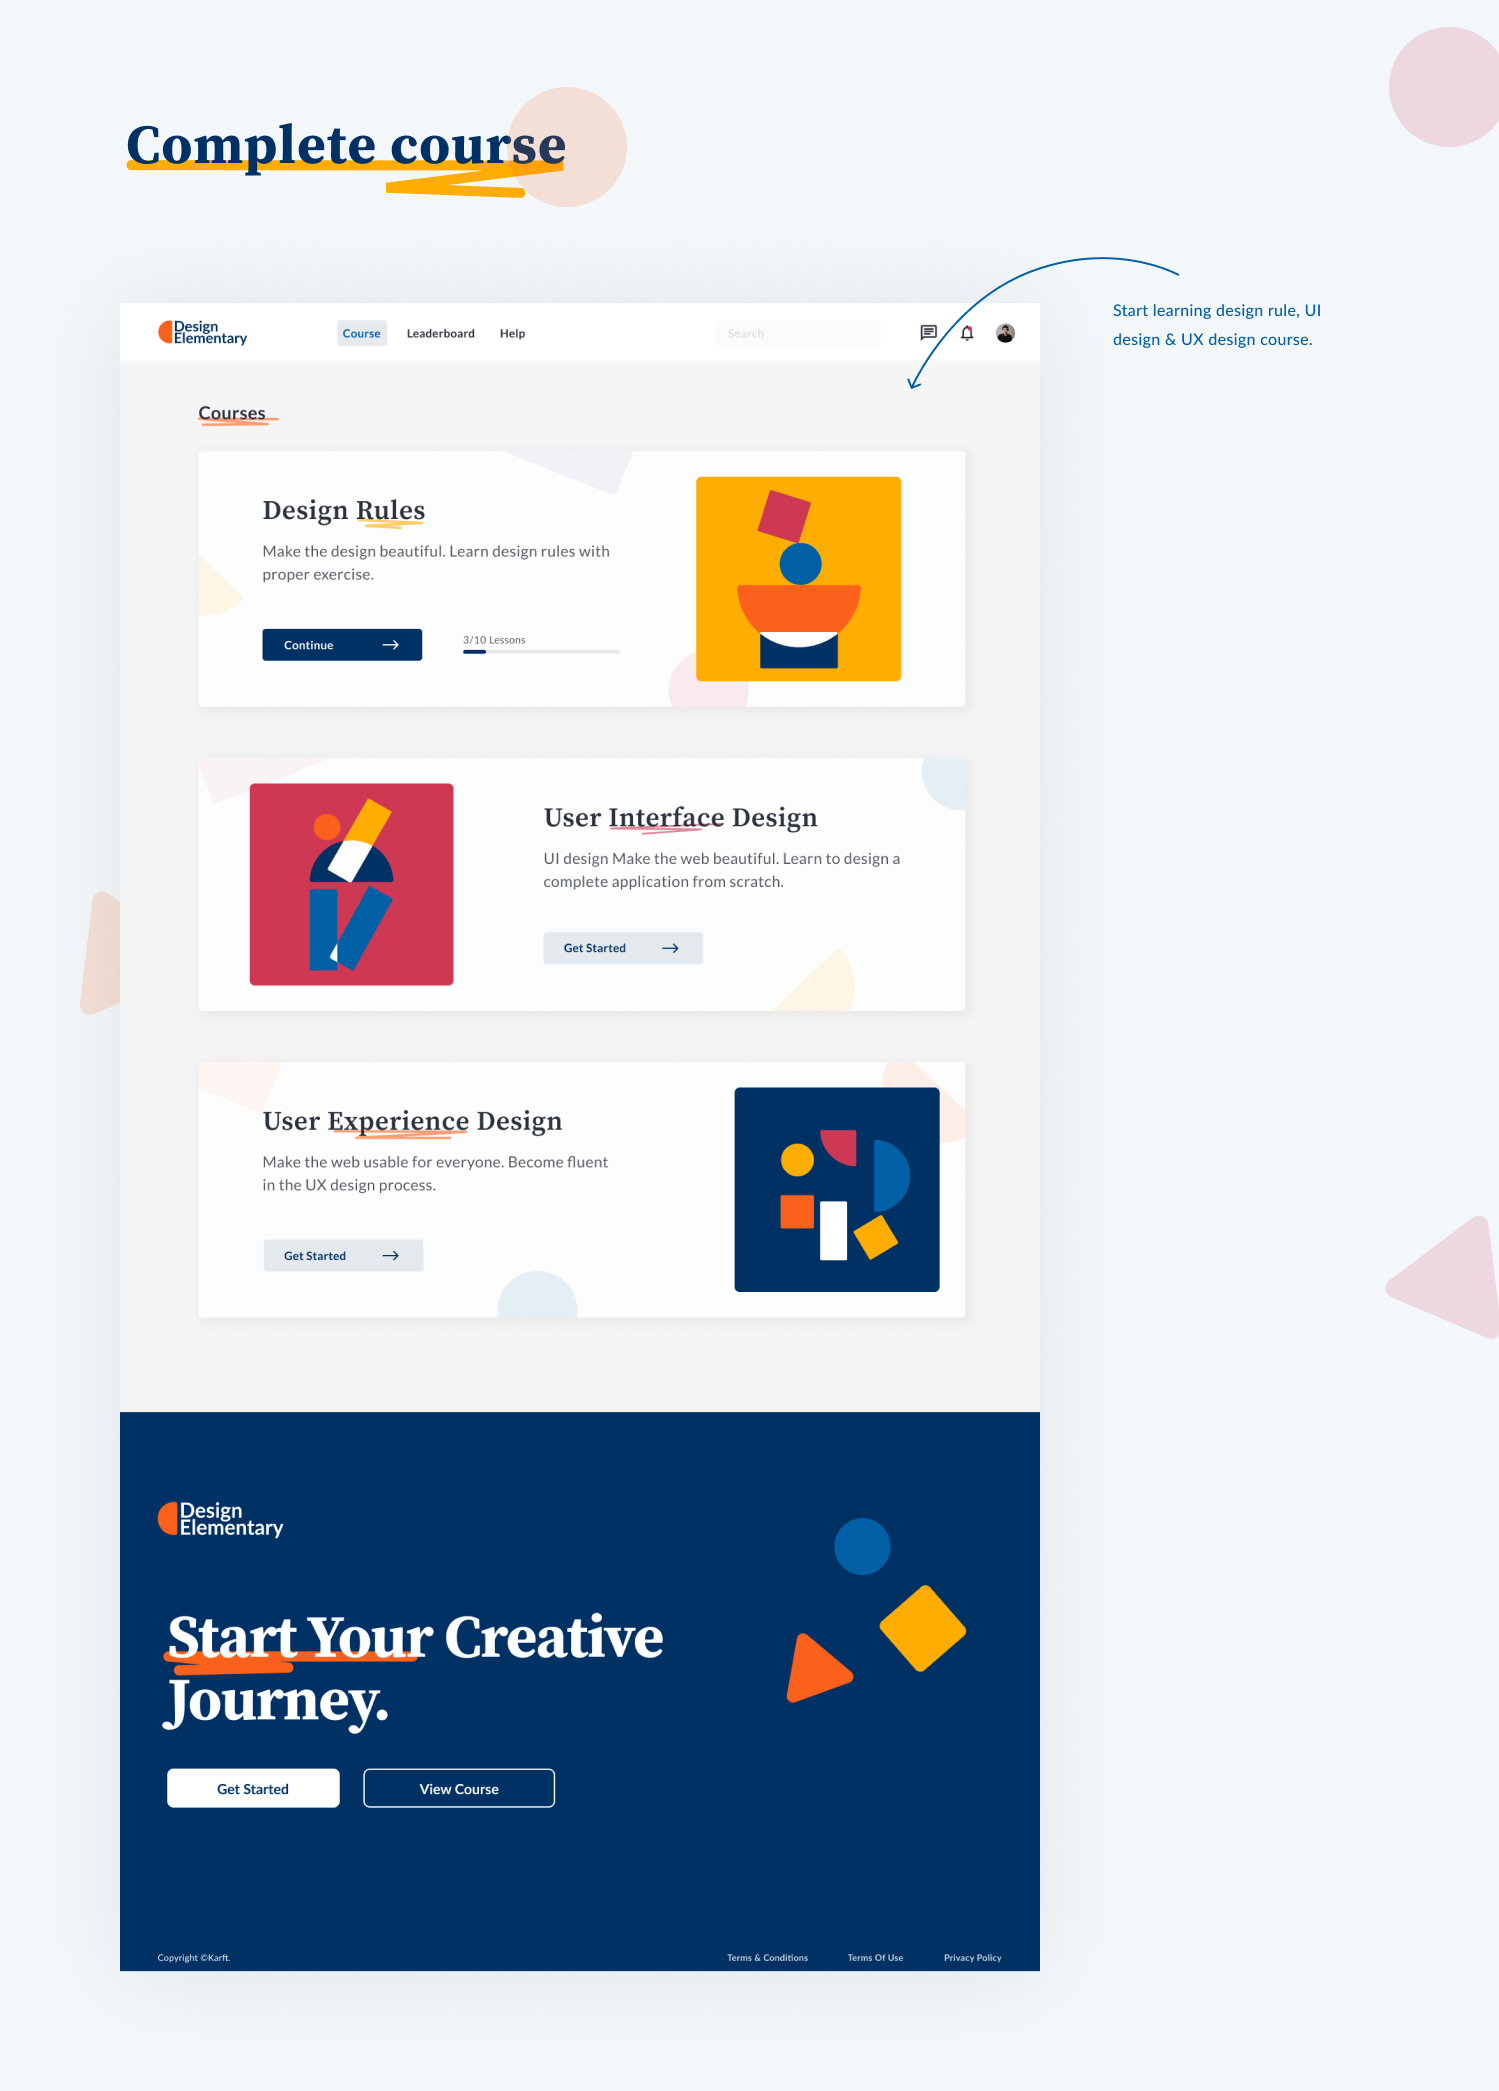 Complete course
Design
Elementary
Course
Leaderboard
Help
Search
Start learning design rule, UI
design & UX design course.
Courses
Design Rules
Make the design beautiful. Learn design rules with
proper exercise.
Continue
3/10 Lessons
User Interface Design
UI design Make the web beautiful. Learn to design a
complete application from scratch.
Get Started
User Experience Design
Make the web usable for everyone. Become fluent
in the UX design process.
Get Started
Design
Elementary
Start Your Creative
Journey.
Get Started
View Course
Copyright ©Karft.
Terms & Conditions
Terms Of Use
Privacy Policy